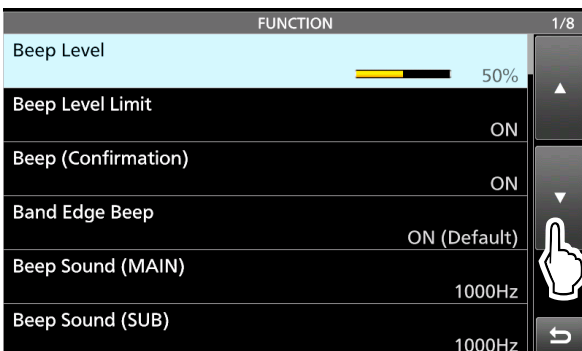 FUNCTION 1/8
Beep Level
50%
Beep Level Limit
ON
Beep (Confirmation)
ON
Band Edge Beep
ON (Default)
Beep Sound (MAIN)
1000Hz
Beep Sound (SUB)
1000Hz